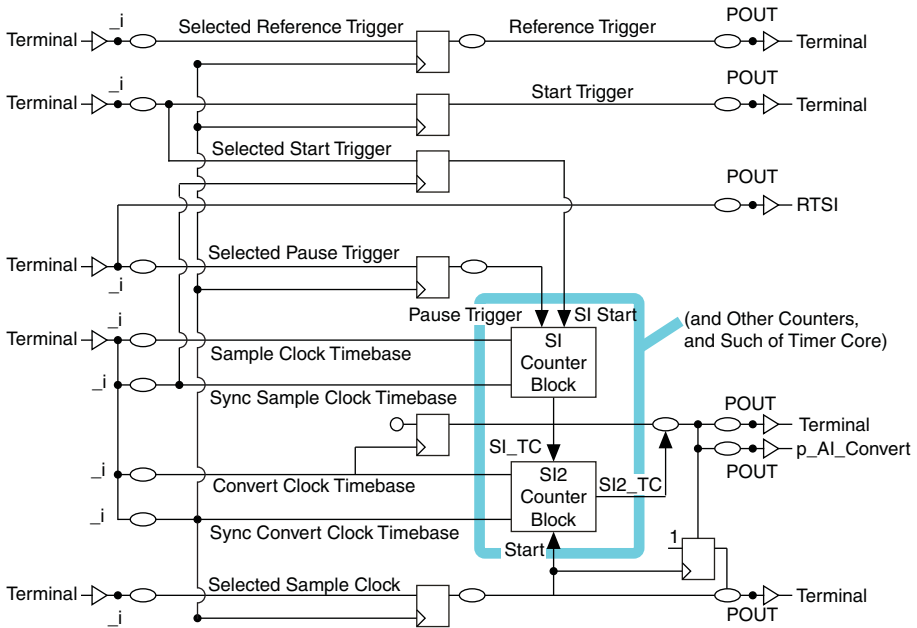 _i
POUT
Terminal
Selected Reference Trigger
Reference Trigger
Terminal
_i
POUT
Terminal
Start Trigger
Terminal
Selected Start Trigger
POUT
RTSI
Terminal
Selected Pause Trigger
_i
Pause Trigger
SI Start
_i
(and Other Counters,
and Such of Timer Core)
Terminal
Sample Clock Timebase
SI
Counter
Block
_i
Sync Sample Clock Timebase
POUT
Terminal
SI_TC
p_AI_Convert
_i
Convert Clock Timebase
SI2
Counter
Block
SI2_TC
POUT
_i
Sync Convert Clock Timebase
Start
1
Terminal
Selected Sample Clock
Terminal
_i
POUT